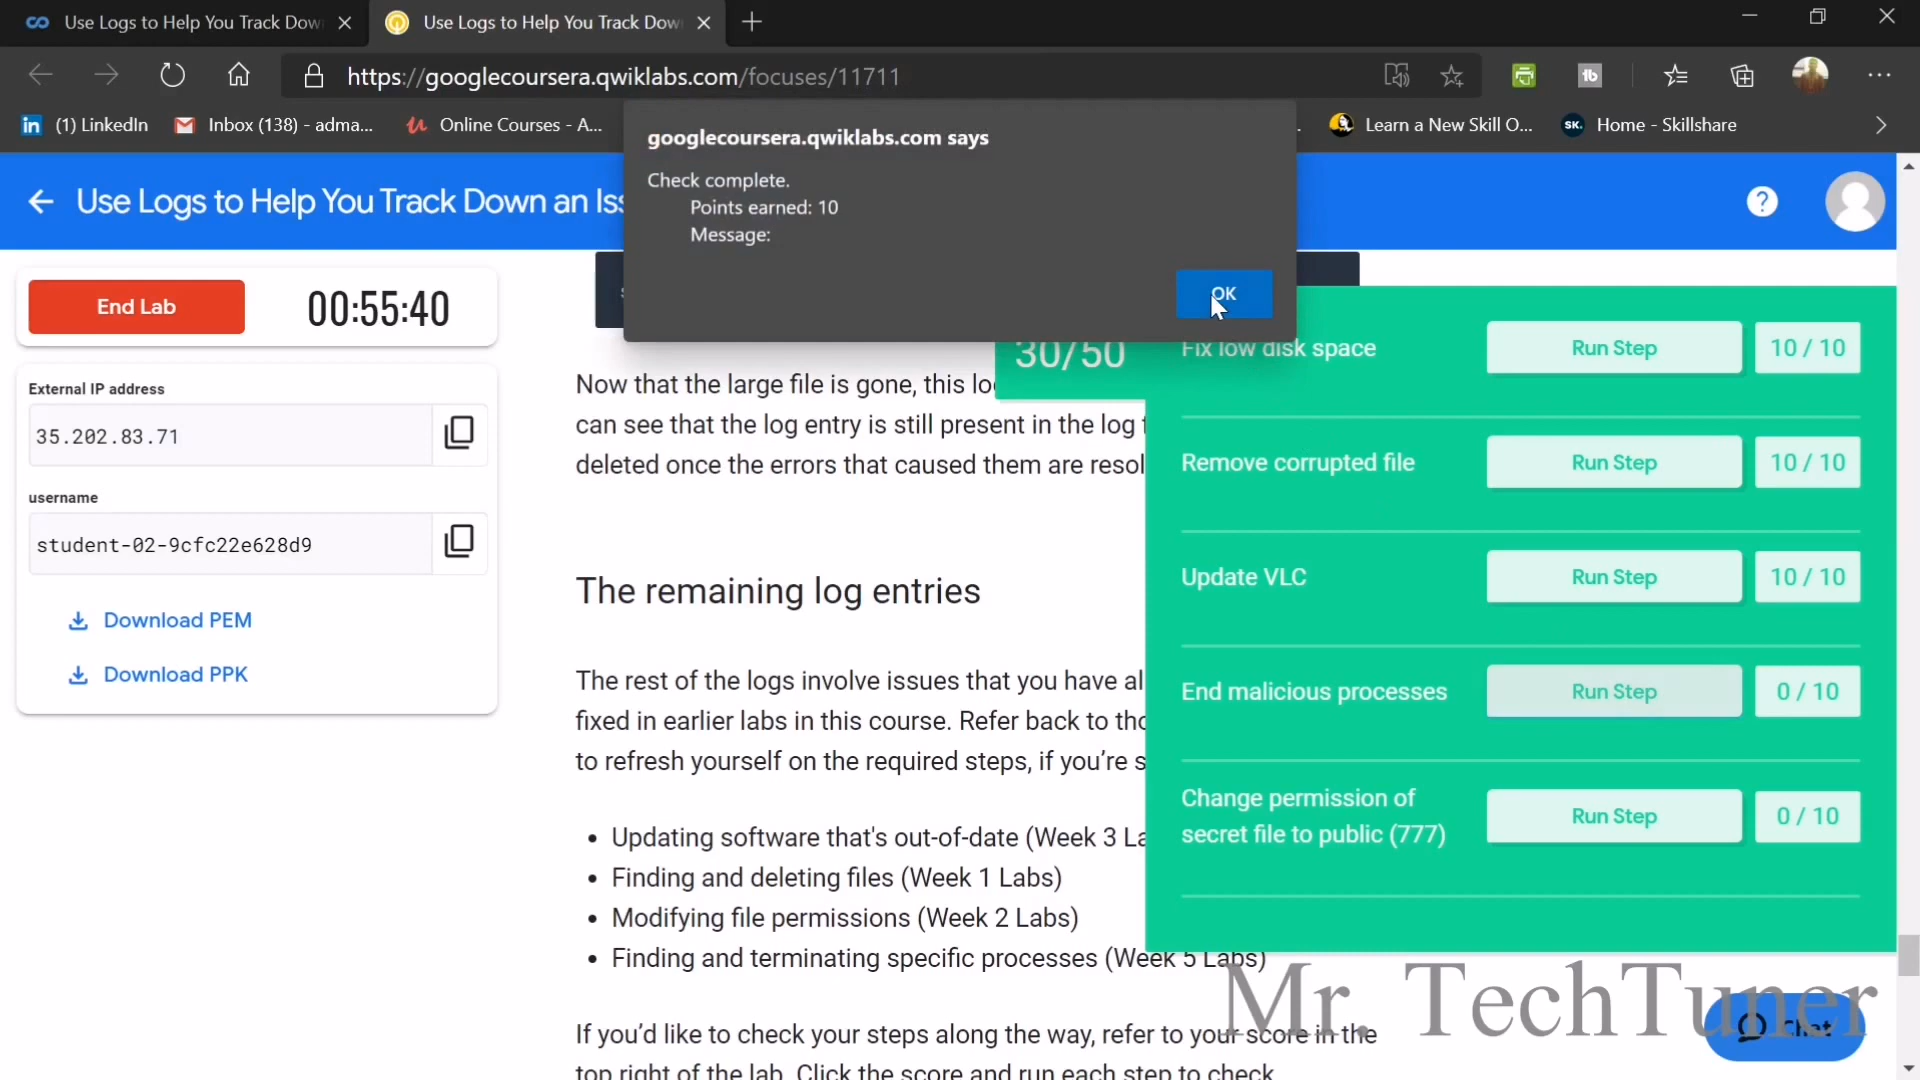 Use Logs to Help You Track Dow
Use Logs to Help You Track Dow
https://googlecoursera.qwiklabs.com/focuses/11711
(1) LinkedIn
Inbox (138) - adma...
Online Courses - A...
Learn a New Skill O...
SK.
Home - Skillshare
googlecoursera.qwiklabs.com says
Check complete.
Points earned: 10
Message:
OK
Use Logs to Help You Track Down an Iss
End Lab
00:55:40
External IP address
35.202.83.71
username
student-02-9cfc22e628d9
Download PEM
Download PPK
Now that the large file is gone, this
can see that the log entry is still present in the log
deleted once the errors that caused them are
The remaining log entries
The rest of the logs involve issues that you have
fixed in earlier labs in this course. Refer back to
to refresh yourself on the required steps, if you're
• Updating software that's out-of-date (Week 3
• Finding and deleting files (Week 1 Labs)
• Modifying file permissions (Week 2 Labs)
• Finding and terminating specific processes (Week 5 Labs)
If you'd like to check your steps along the way, refer to your score in the
top right of the lab. Click the score and run each step to check
30/50
Fix low disk space
Run Step
10 / 10
Remove corrupted file
Run Step
10 / 10
Update VLC
Run Step
10 / 10
End malicious processes
Run Step
0 / 10
Change permission of
secret file to public (777)
Run Step
0 / 10
Mr. TechTuner
Chat